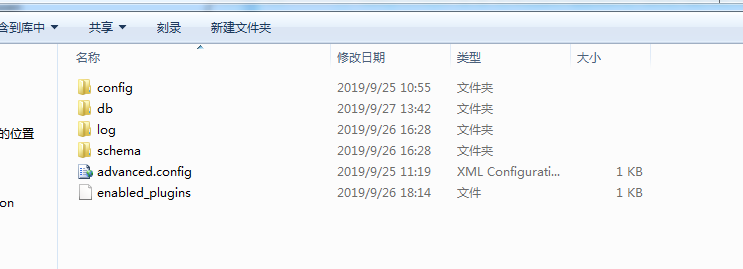 含到库中 共享 刻录 新建文件夹
名称 修改日期 类型 大小
config 2019/9/25 10:55 文件夹
db 2019/9/27 13:42 文件夹
的位置
log 2019/9/26 16:28 文件夹
schema 2019/9/26 16:28 文件夹
advanced.config 2019/9/25 11:19 XML Configurati... 1 KB
enabled_plugins 2019/9/26 18:14 文件 1 KB
on